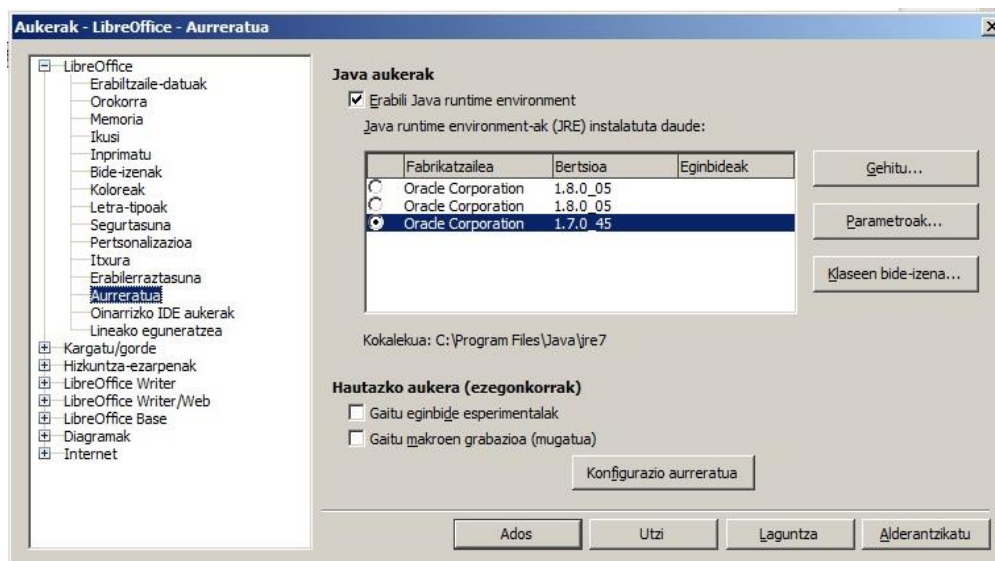 Aukerak - LibreOffice - Aurreratua
LibreOffice
Erabiltzaile-datuak
Orokorra
Memoria
Ikusi
Inprimatu
Bide-izenak
Koloreak
Letra-tipoak
Segurtasuna
Pertsonalizazioa
Itxura
Erabilerraztasuna
Aurreratua
Oinarrizko IDE aukerak
Lineako eguneratzea
Kargatu/gorde
Hizkuntza-ezarpenak
LibreOffice Writer
LibreOffice Writer/Web
LibreOffice Base
Diagramak
Internet
Java aukerak
Erabili Java runtime environment
Java runtime environment-ak (JRE) instalatuta daude:
Fabrikatzailea Bertsioa Eginbideak
Oracle Corporation 1.8.0_05
Oracle Corporation 1.8.0_05
Oracle Corporation 1.7.0_45
Gehitu...
Parametroak...
Klaseen bide-izena...
Kokalekua: C:\Program Files\Java\jre7
Hautazko aukera (ezegonkorrak)
Gaitu eginbide esperimentalak
Gaitu makroen grabazioa (mugatua)
Konfigurazio aurreratua
Ados Utzi Laguntza Alderantzikatu